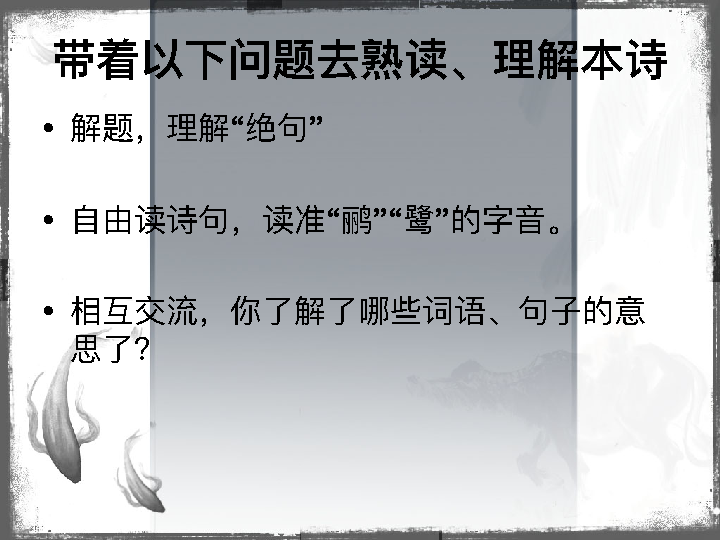 带着以下问题去熟读、理解本诗
• 解题，理解“绝句”
• 自由读诗句，读准“鹂”“鹭”的字音。
• 相互交流，你了解了哪些词语、句子的意
思了？